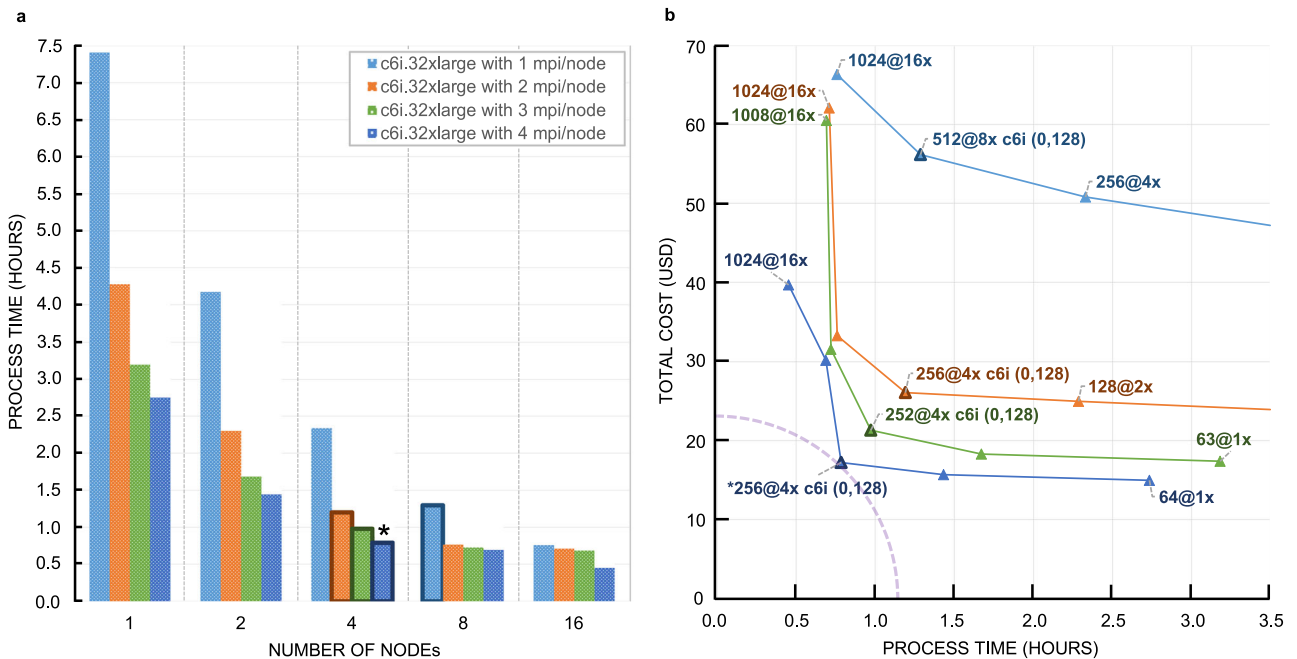 a
7.5
7.0
6.5
6.0
5.5
5.0
4.5
4.0
3.5
3.0
2.5
2.0
1.5
1.0
0.5
0.0
PROCESS TIME (HOURS)
c6i.32xlarge with 1 mpi/node
c6i.32xlarge with 2 mpi/node
c6i.32xlarge with 3 mpi/node
c6i.32xlarge with 4 mpi/node
*
1 2 4 8 16
NUMBER OF NODEs
b
70
60
50
40
30
20
10
0
TOTAL COST (USD)
1024@16x
1024@16x
1008@16x
512@8x c6i (0,128)
256@4x
1024@16x
256@4x c6i (0,128)
128@2x
252@4x c6i (0,128)
63@1x
*256@4x c6i (0,128)
64@1x
0.0 0.5 1.0 1.5 2.0 2.5 3.0 3.5
PROCESS TIME (HOURS)